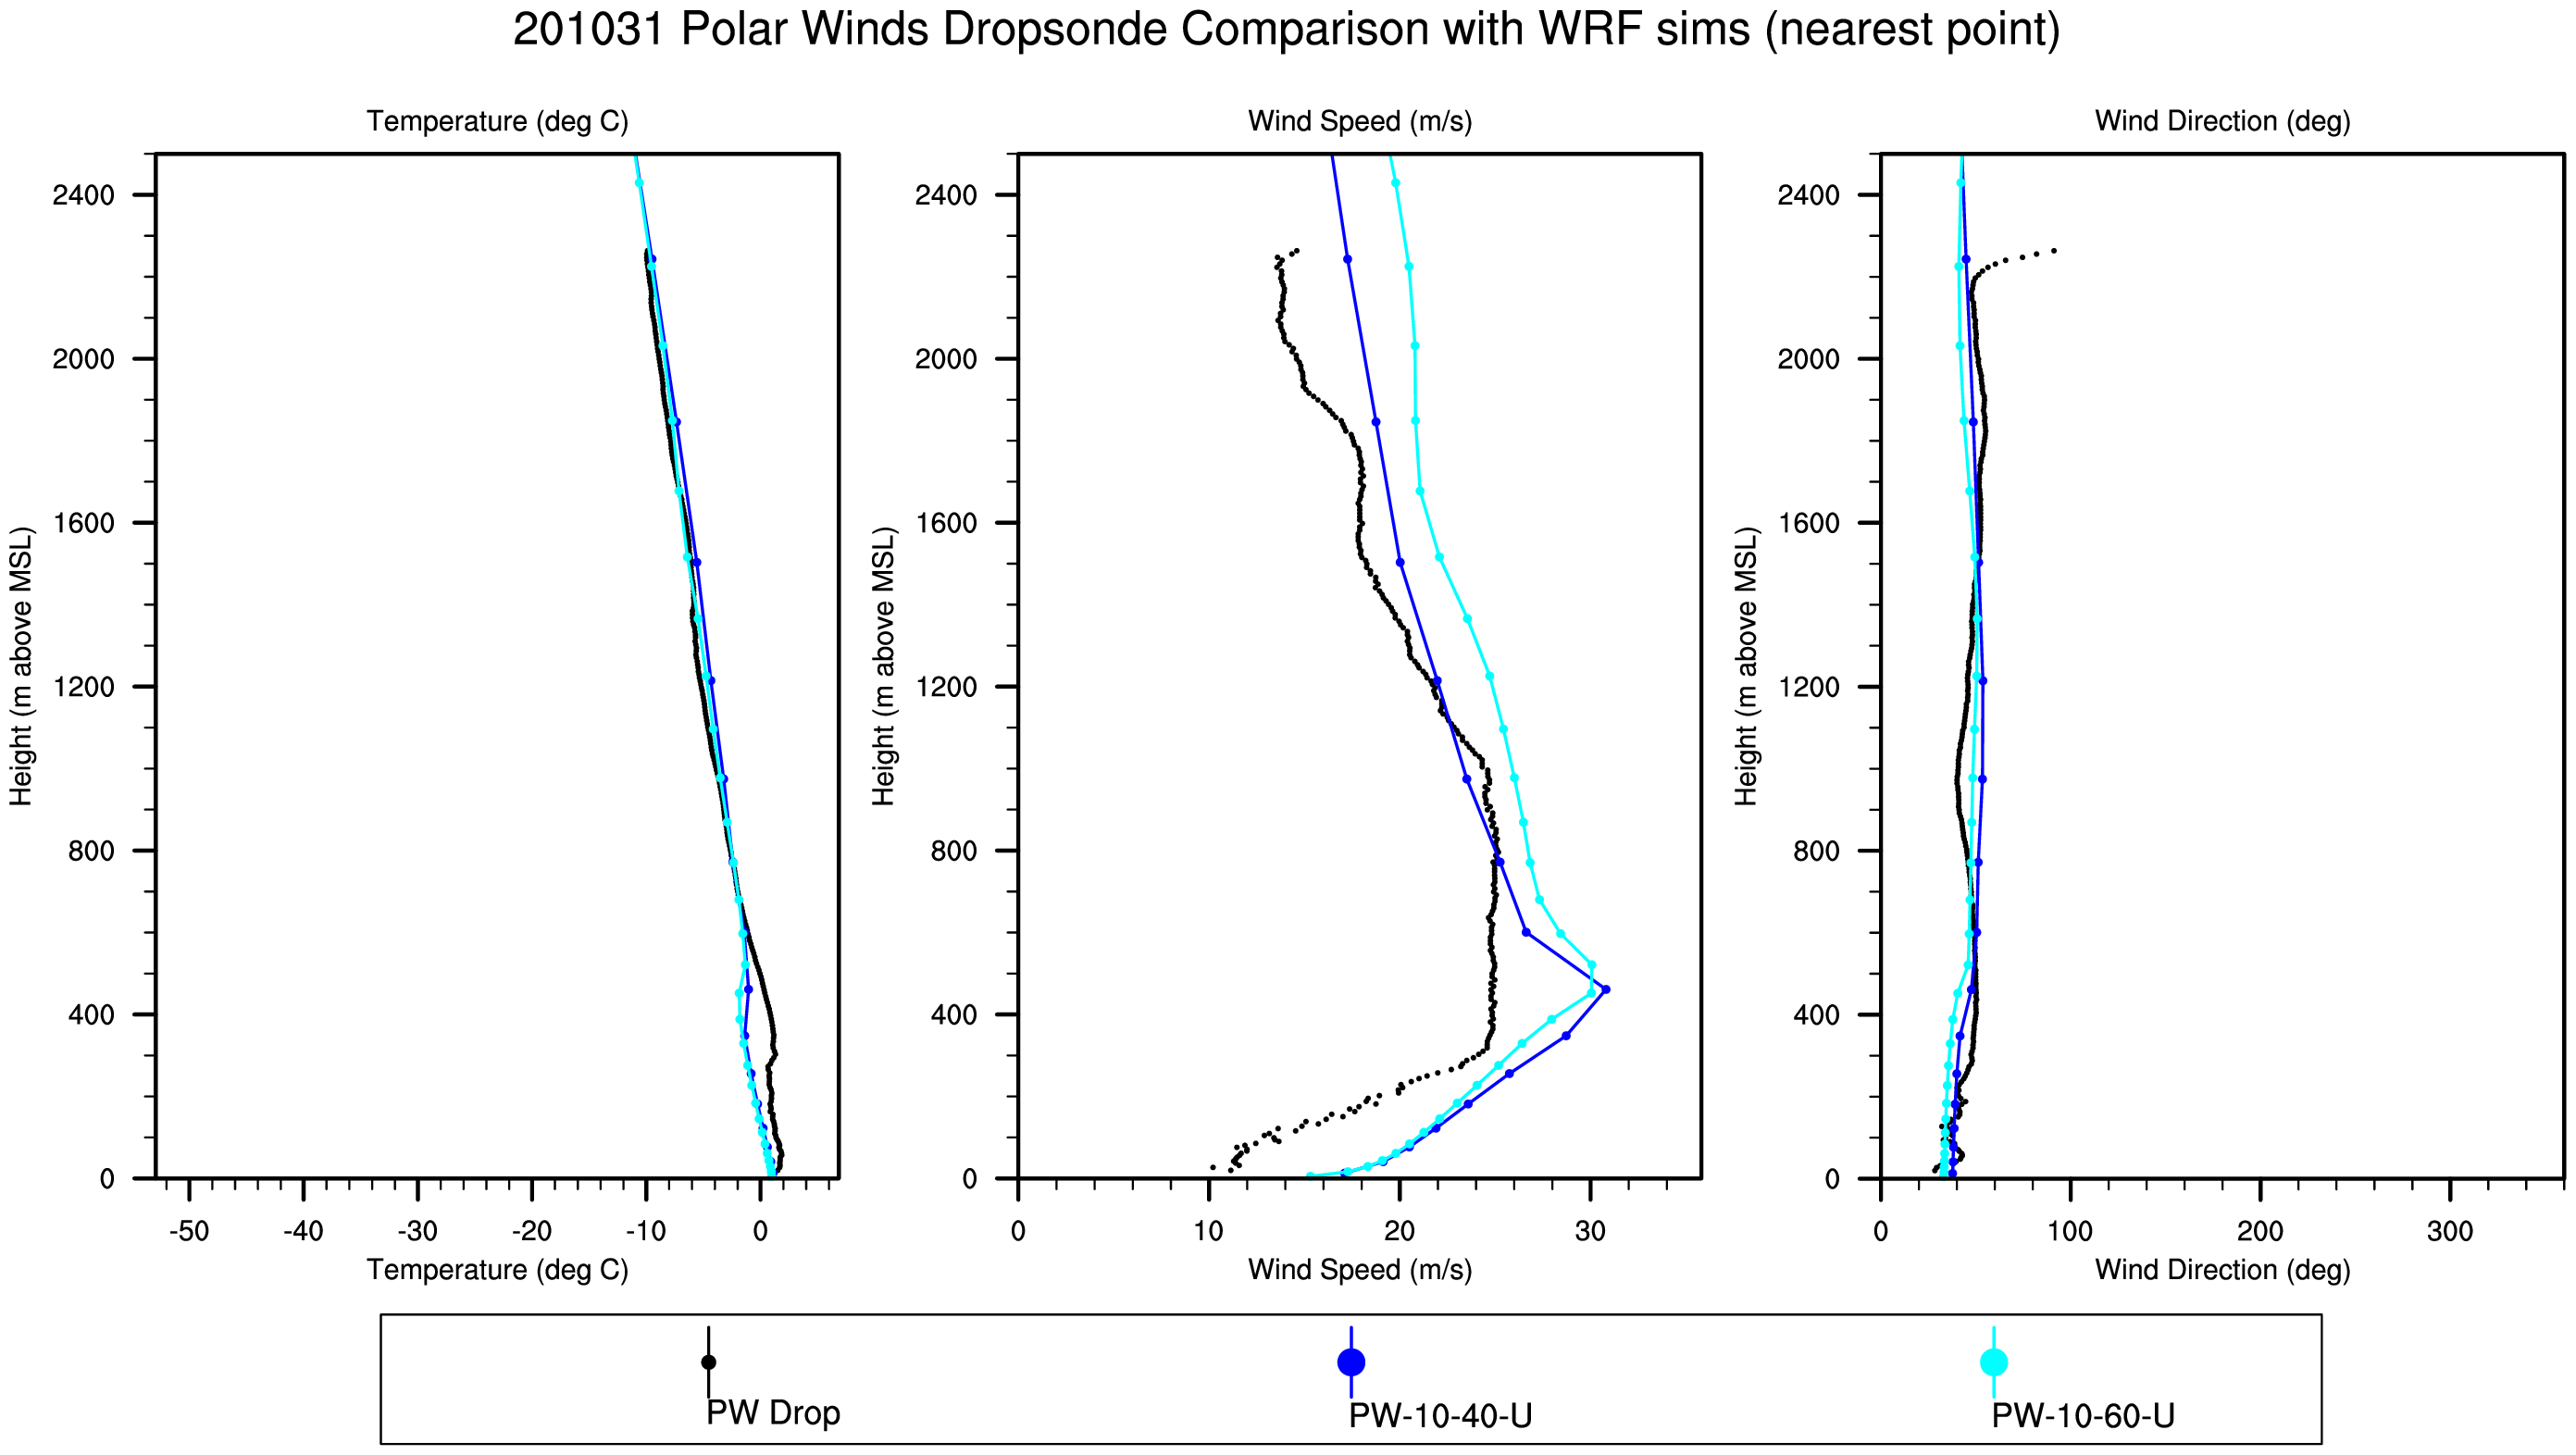 201031 Polar Winds Dropsonde Comparison with WRF sims (nearest point)
Temperature (deg C)
Wind Speed (m/s)
Wind Direction (deg)
Height (m above MSL)
2400
2000
1600
1200
800
400
0
-50 -40 -30 -20 -10 0
Temperature (deg C)
Height (m above MSL)
2400
2000
1600
1200
800
400
0
0 10 20 30
Wind Speed (m/s)
Height (m above MSL)
2400
2000
1600
1200
800
400
0
0 100 200 300
Wind Direction (deg)
PW Drop
PW-10-40-U
PW-10-60-U